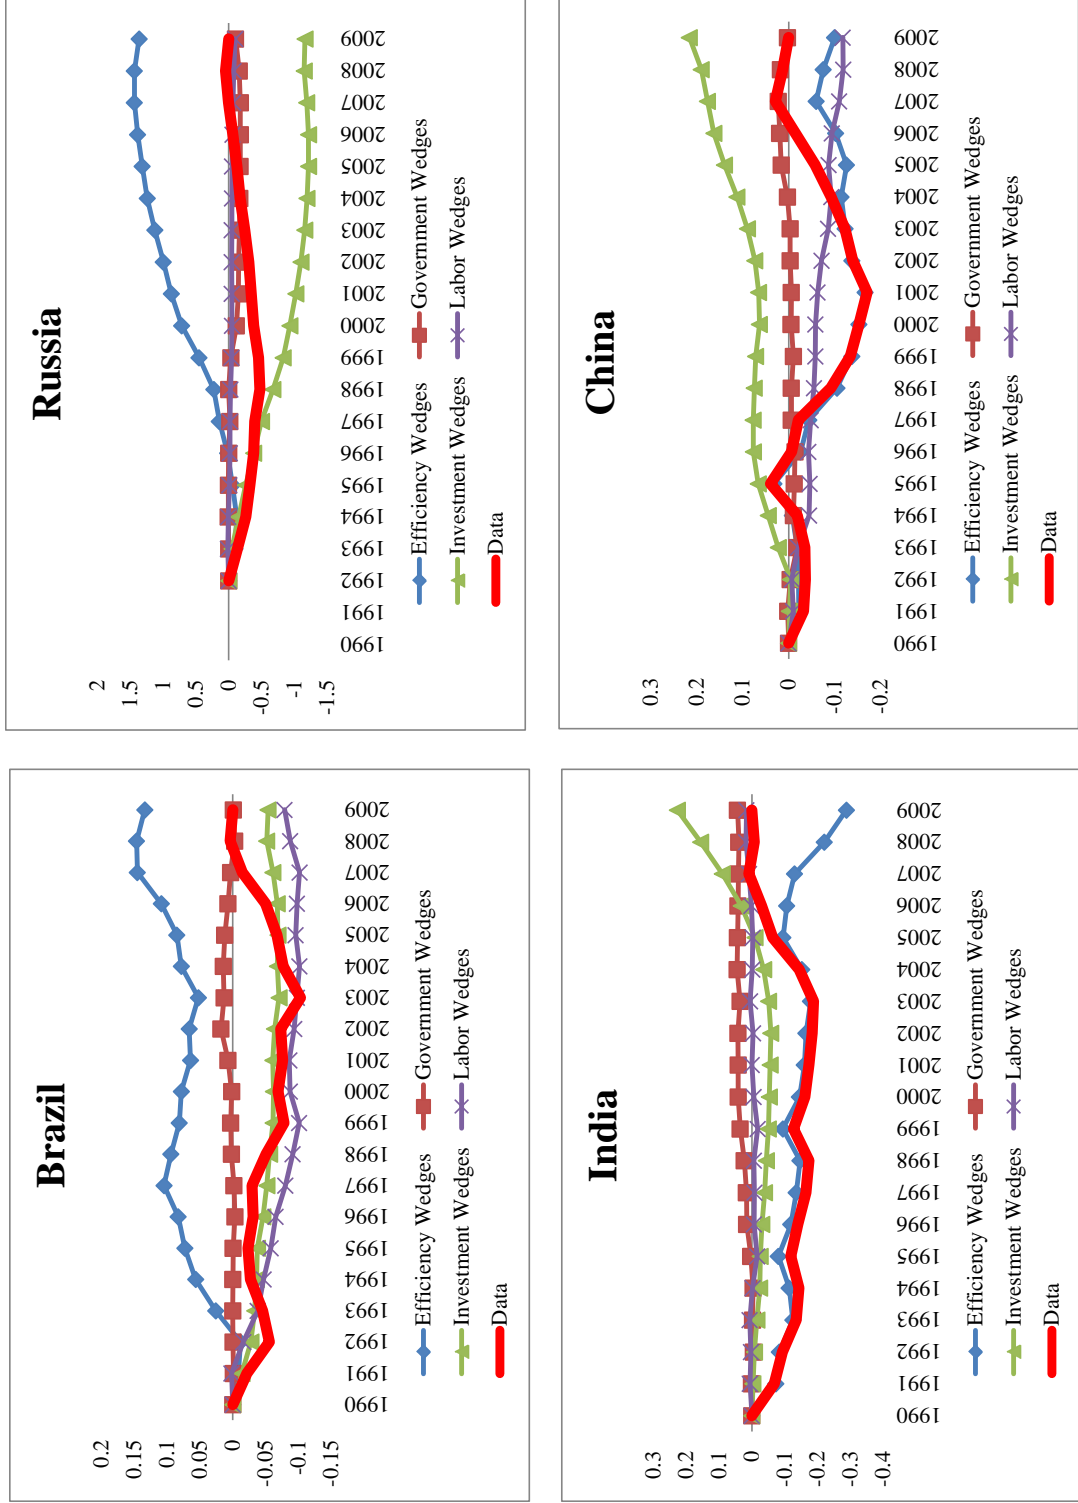 Brazil
0.2
0.15
0.1
0.05
0
-0.05
-0.1
-0.15
1990 1991 1992 1993 1994 1995 1996 1997 1998 1999 2000 2001 2002 2003 2004 2005 2006 2007 2008 2009
Efficiency Wedges Government Wedges
Investment Wedges Labor Wedges
Data
Russia
2
1.5
1
0.5
0
-0.5
-1
-1.5
1990 1991 1992 1993 1994 1995 1996 1997 1998 1999 2000 2001 2002 2003 2004 2005 2006 2007 2008 2009
Efficiency Wedges Government Wedges
Investment Wedges Labor Wedges
Data
India
0.3
0.2
0.1
0
-0.1
-0.2
-0.3
-0.4
1990 1991 1992 1993 1994 1995 1996 1997 1998 1999 2000 2001 2002 2003 2004 2005 2006 2007 2008 2009
Efficiency Wedges Government Wedges
Investment Wedges Labor Wedges
Data
China
0.3
0.2
0.1
0
-0.1
-0.2
1990 1991 1992 1993 1994 1995 1996 1997 1998 1999 2000 2001 2002 2003 2004 2005 2006 2007 2008 2009
Efficiency Wedges Government Wedges
Investment Wedges Labor Wedges
Data